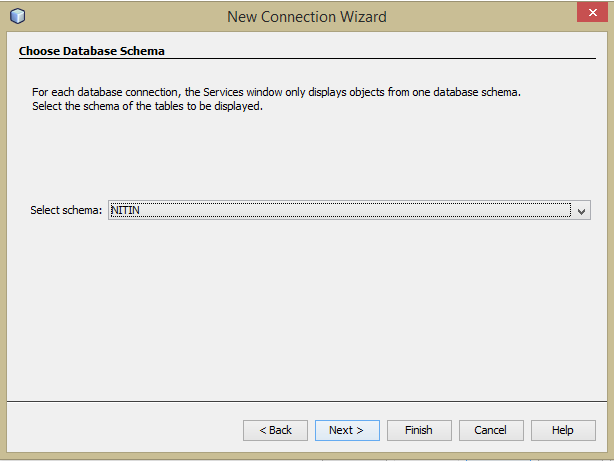 New Connection Wizard
Choose Database Schema
For each database connection, the Services window only displays objects from one database schema.
Select the schema of the tables to be displayed.
Select schema: NITIN
< Back Next > Finish Cancel Help